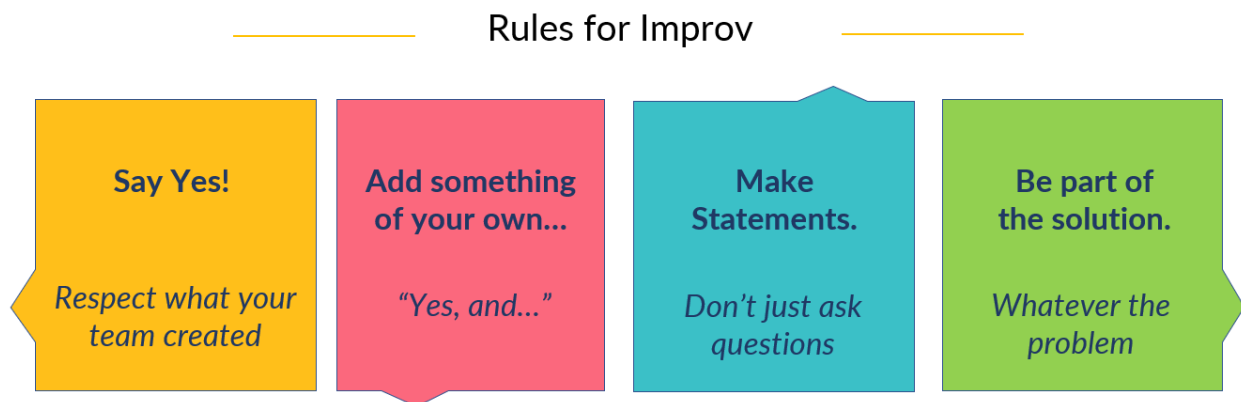 Rules for Improv
Say Yes!
Respect what your
team created
Add something
of your own…
“Yes, and…”
Make
Statements.
Don’t just ask
questions
Be part of
the solution.
Whatever the
problem